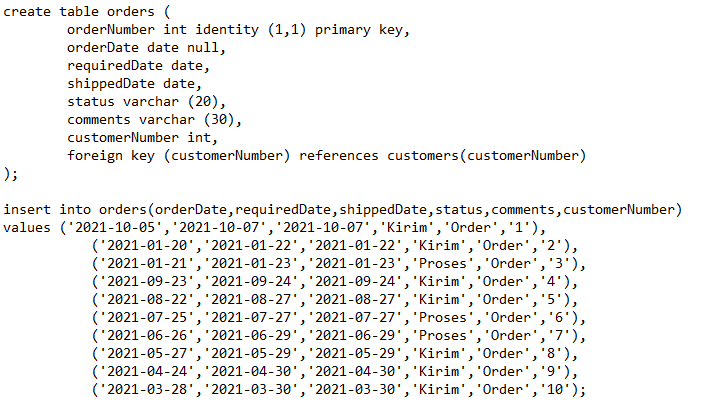 create table orders (
orderNumber int identity (1,1) primary key,
orderDate date null,
requiredDate date,
shippedDate date,
status varchar (20),
comments varchar (30),
customerNumber int,
foreign key (customerNumber) references customers(customerNumber)
);
insert into orders(orderDate,requiredDate,shippedDate,status,comments,customerNumber)
values ('2021-10-05','2021-10-07','2021-10-07','Kirim','Order','1'),
('2021-01-20','2021-01-22','2021-01-22','Kirim','Order','2'),
('2021-01-21','2021-01-23','2021-01-23','Proses','Order','3'),
('2021-09-23','2021-09-24','2021-09-24','Kirim','Order','4'),
('2021-08-22','2021-08-27','2021-08-27','Kirim','Order','5'),
('2021-07-25','2021-07-27','2021-07-27','Proses','Order','6'),
('2021-06-26','2021-06-29','2021-06-29','Proses','Order','7'),
('2021-05-27','2021-05-29','2021-05-29','Kirim','Order','8'),
('2021-04-24','2021-04-30','2021-04-30','Kirim','Order','9'),
('2021-03-28','2021-03-30','2021-03-30','Kirim','Order','10');